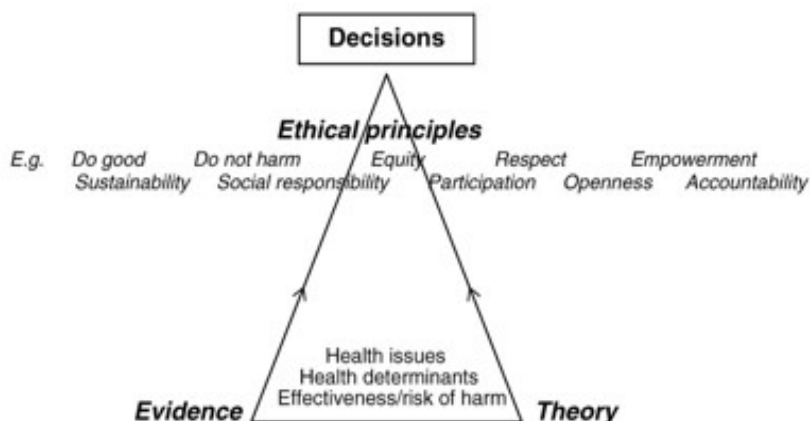 Decisions
Ethical principles
E.g. Do good Do not harm Equity Respect Empowerment
Sustainability Social responsibility Participation Openness Accountability
Health issues
Health determinants
Effectiveness/risk of harm
Evidence Theory